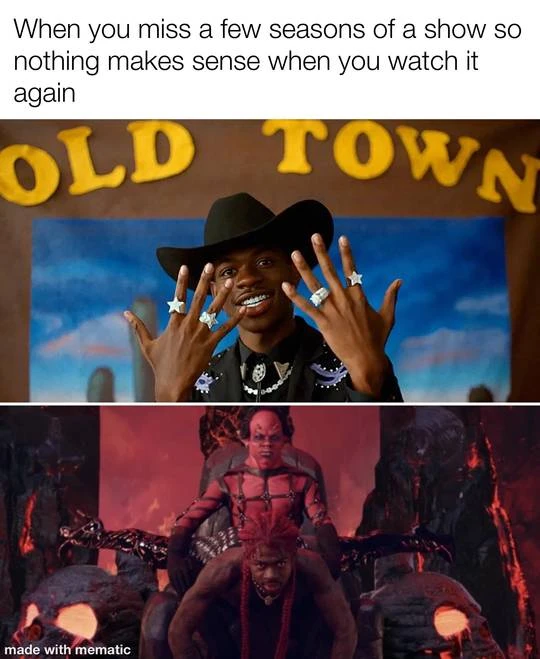 When you miss a few seasons of a show so
nothing makes sense when you watch it
again
OLD TOWN
made with mematic